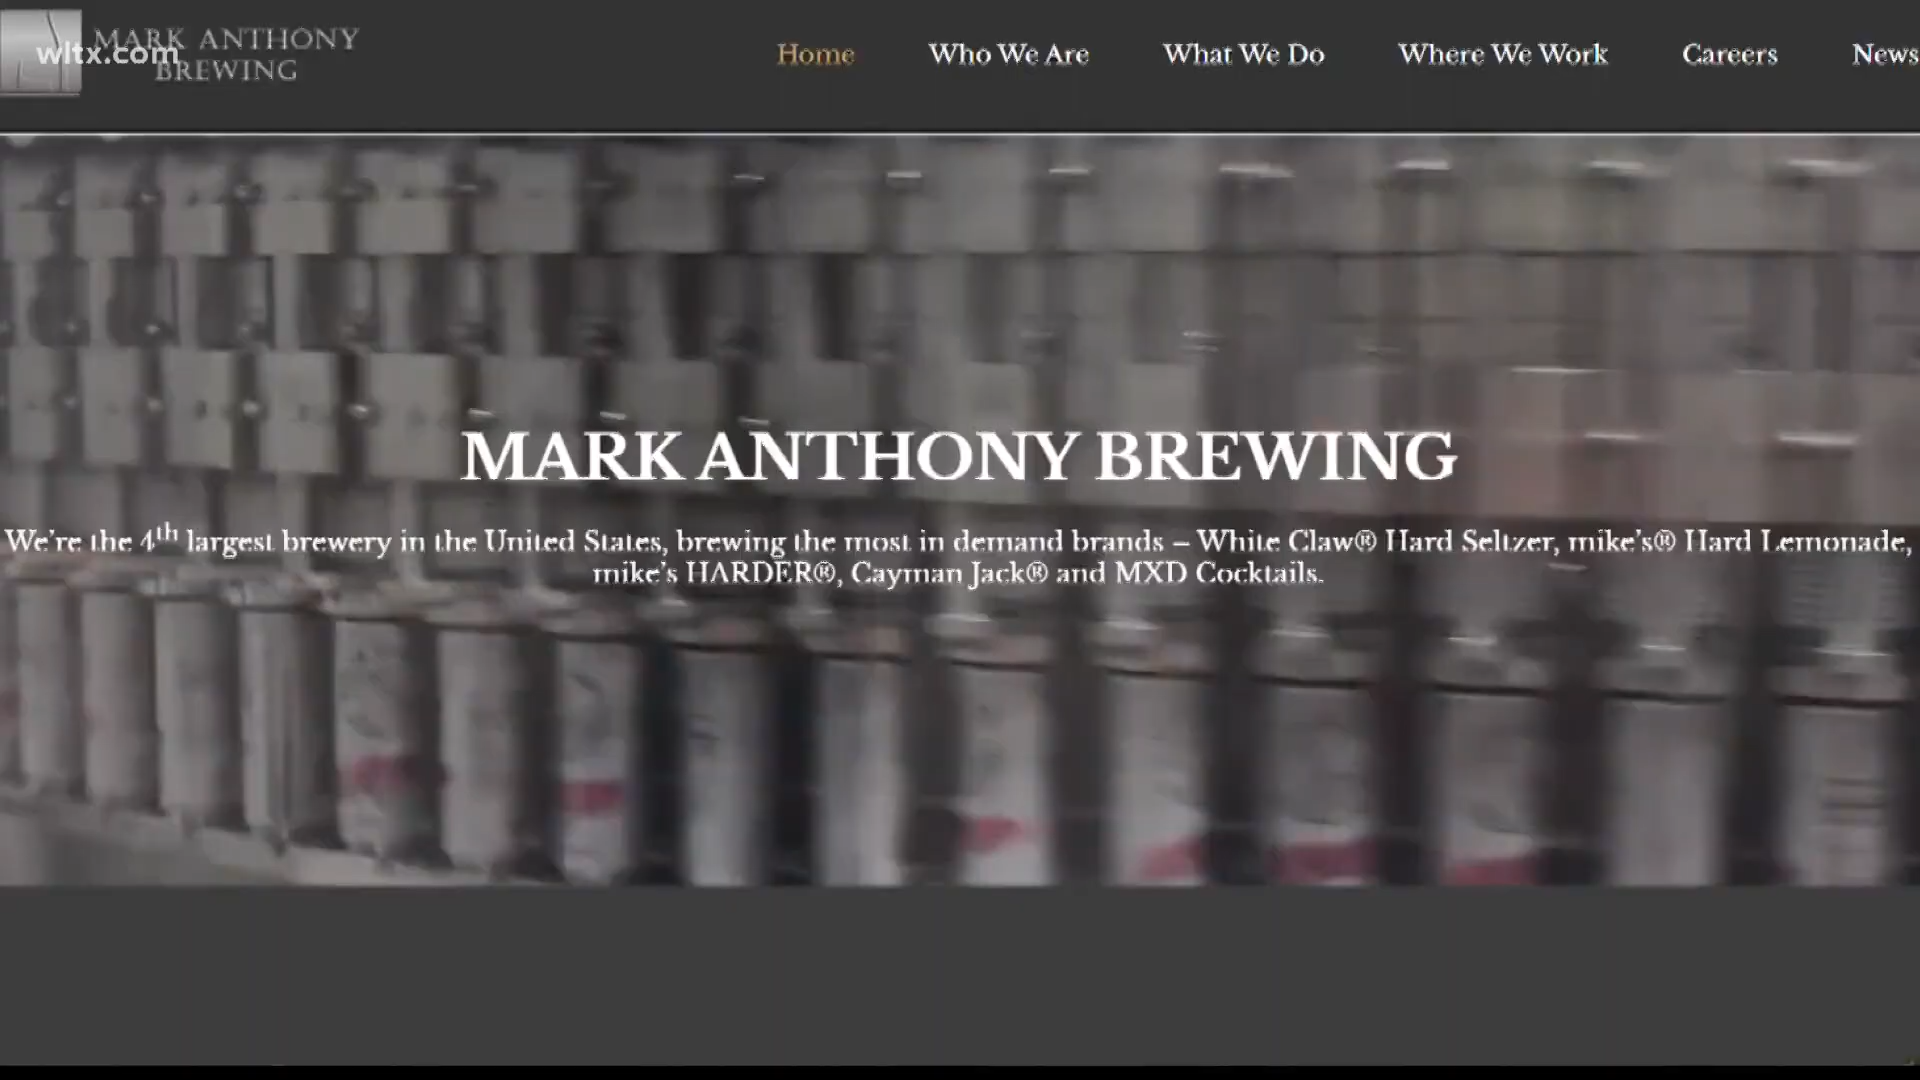 MARK ANTHONY
BREWING
wltx.com
Home Who We Are What We Do Where We Work Careers News
MARK ANTHONY BREWING
We're the 4th largest brewery in the United States, brewing the most in demand brands – White Claw® Hard Seltzer, mike's® Hard Lemonade,
mike's HARDER®, Cayman Jack® and MXD Cocktails.